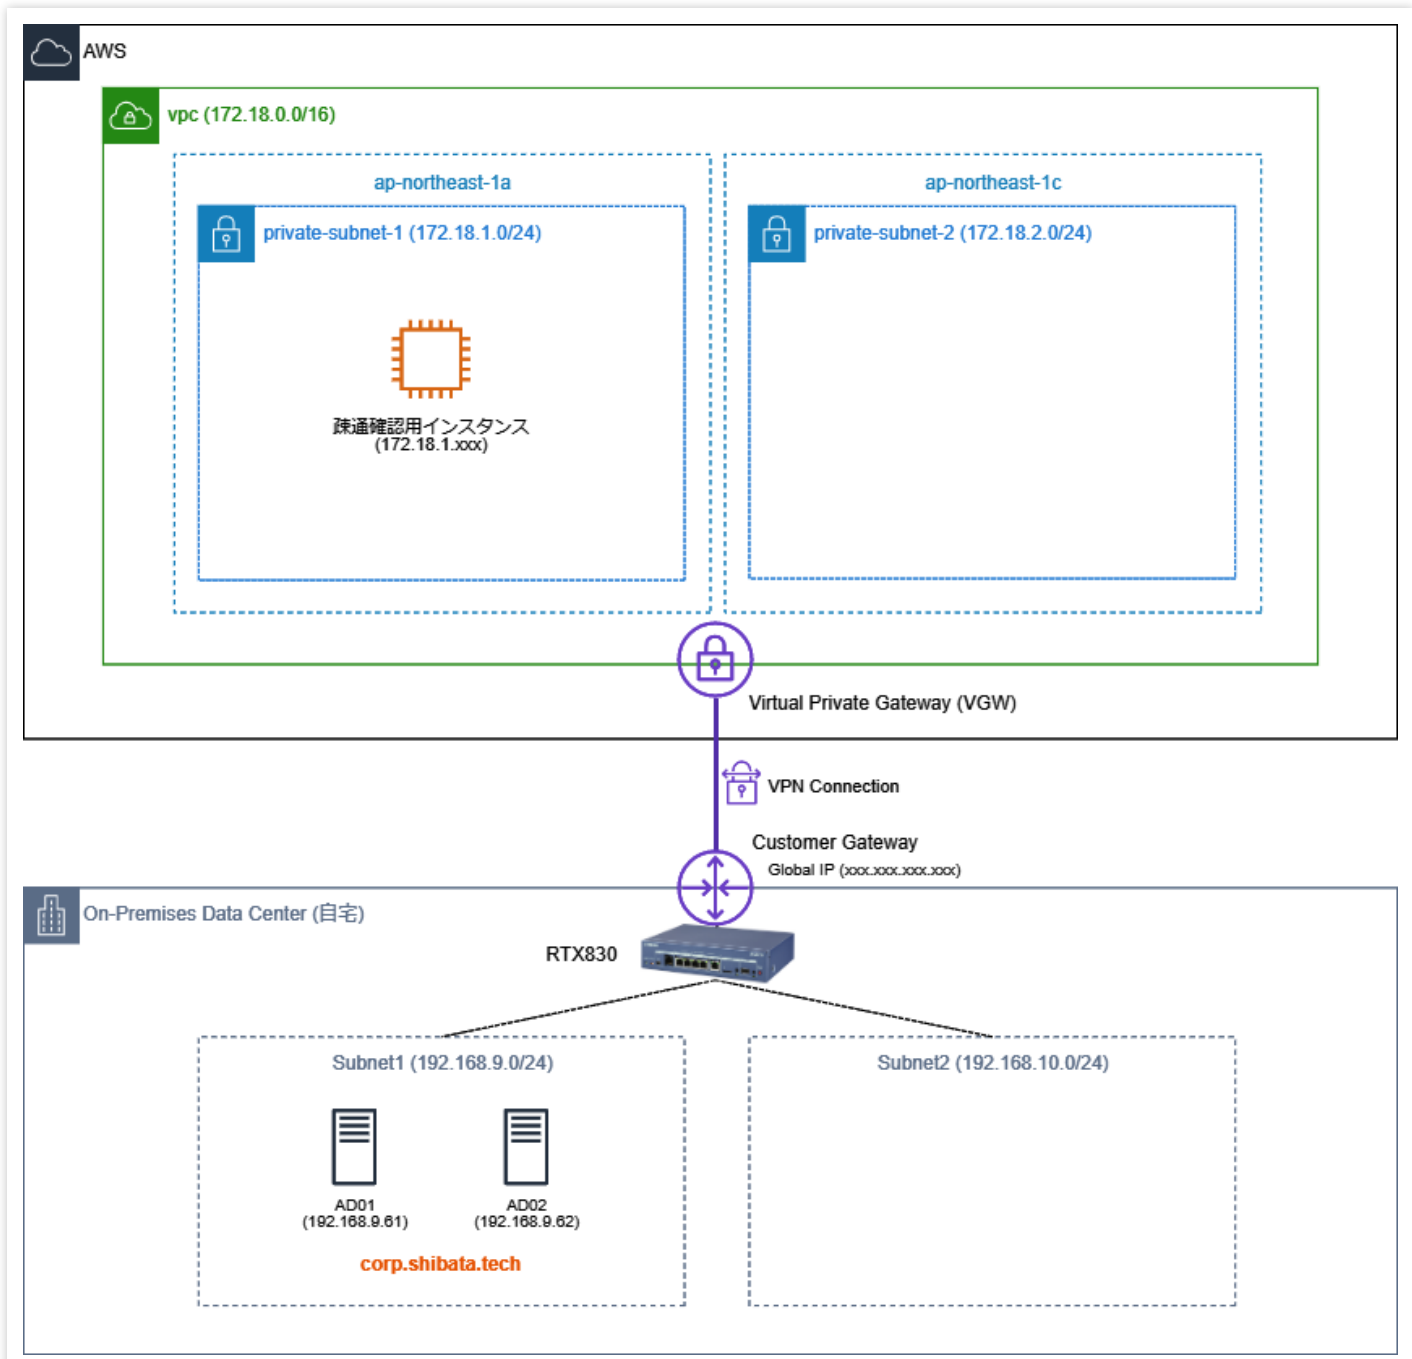 AWS
vpc (172.18.0.0/16)
ap-northeast-1a
ap-northeast-1c
private-subnet-1 (172.18.1.0/24)
private-subnet-2 (172.18.2.0/24)
疎通確認用インスタンス
(172.18.1.xxx)
Virtual Private Gateway (VGW)
VPN Connection
Customer Gateway
Global IP (xxx.xxx.xxx.xxx)
On-Premises Data Center (自宅)
RTX830
Subnet1 (192.168.9.0/24)
Subnet2 (192.168.10.0/24)
AD01
(192.168.9.61)
AD02
(192.168.9.62)
corp.shibata.tech